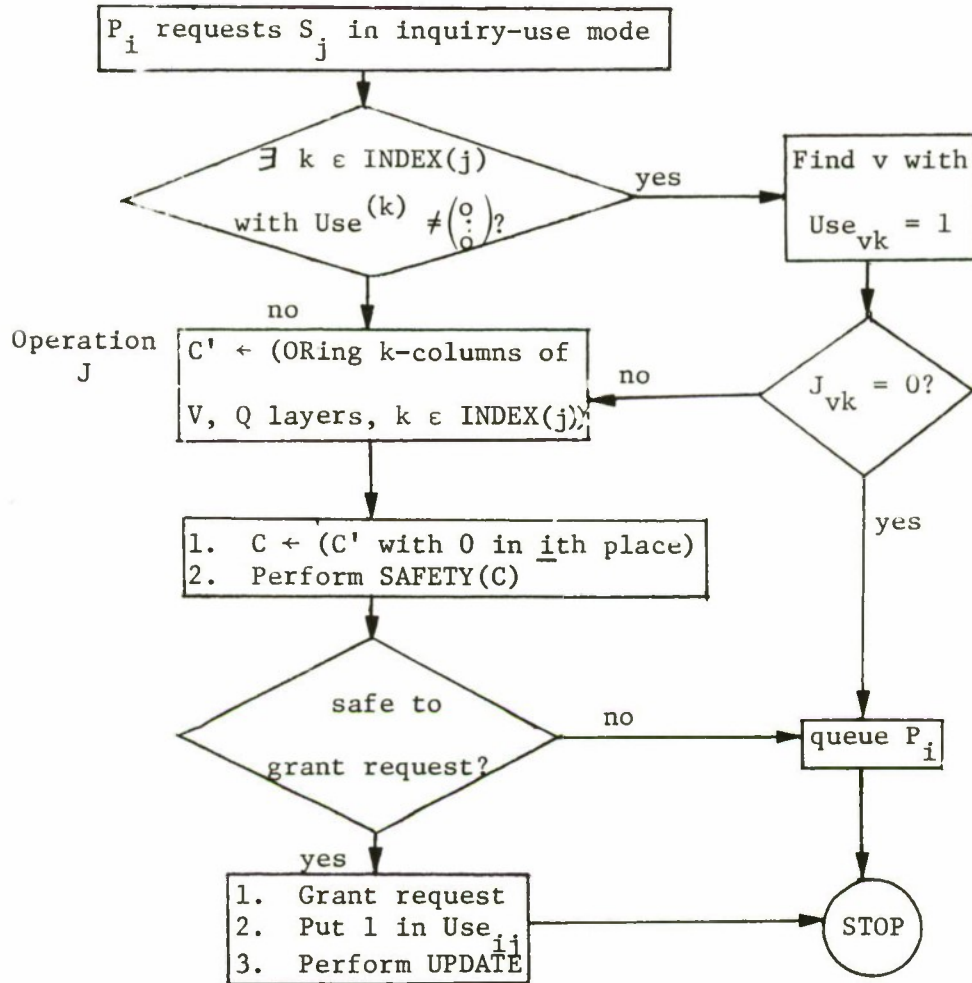 P_i requests S_j in inquiry-use mode
∃ k ε INDEX(j)
with Use^(k) ≠ (o ⋮ o)?
yes
Find v with
Use_vk = 1
no
Operation
J
C' ← (ORing k-columns of
V, Q layers, k ε INDEX(j))
no
J_vk = 0?
yes
1. C ← (C' with 0 in ith place)
2. Perform SAFETY(C)
safe to
grant request?
no
queue P_i
yes
1. Grant request
2. Put 1 in Use_ij
3. Perform UPDATE
STOP